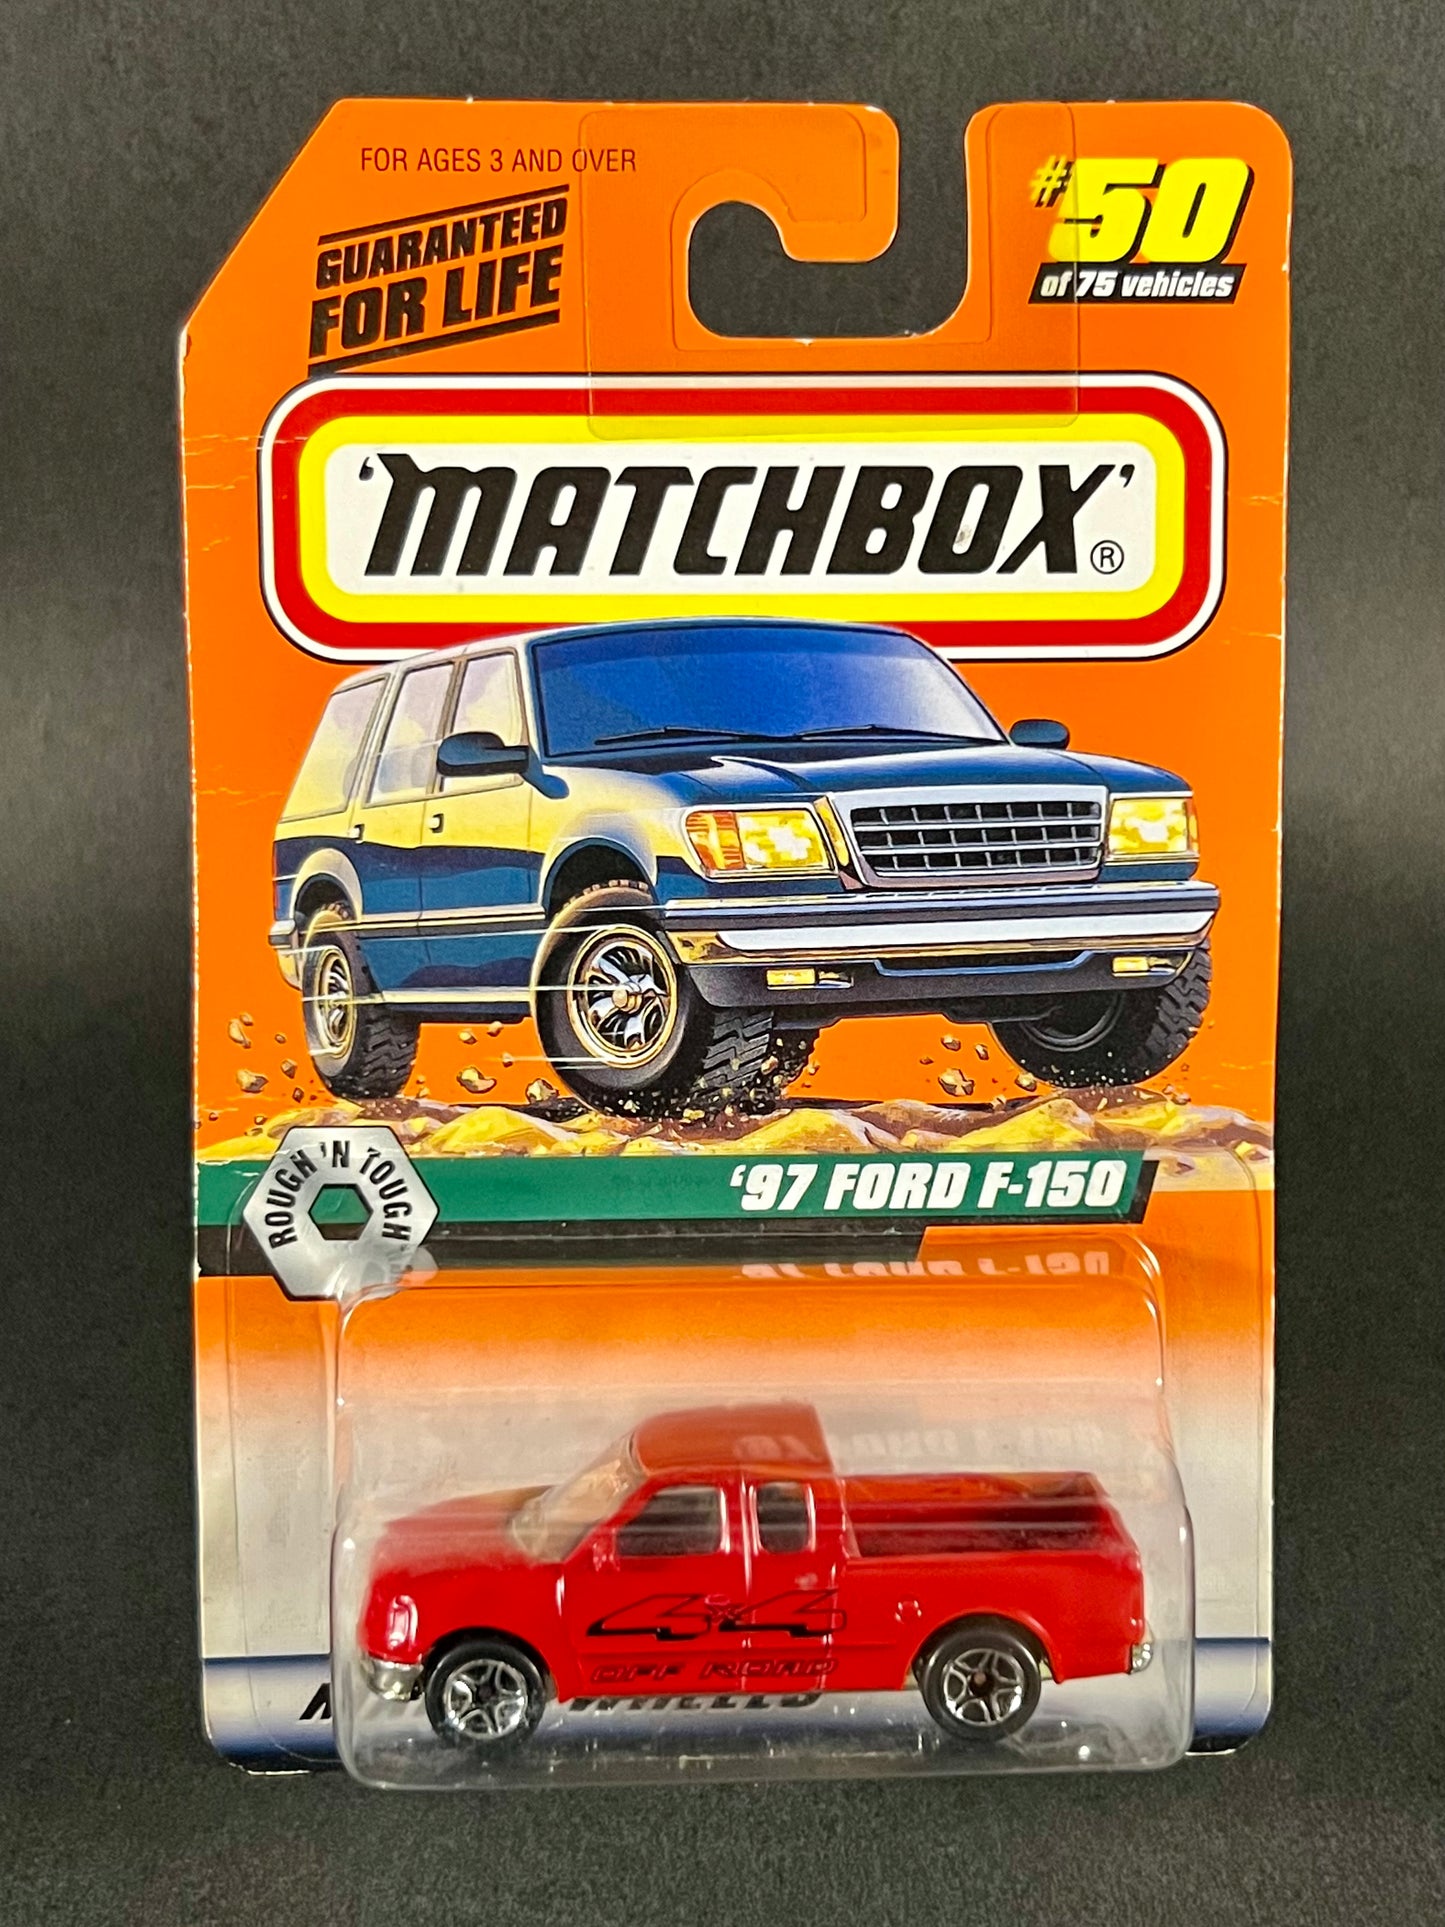 FOR AGES 3 AND OVER
GUARANTEED
FOR LIFE
#50
of 75 vehicles
'MATCHBOX'®
ROUGH 'N TOUGH
'97 FORD F-150
4x4
OFF ROAD
WHEELS